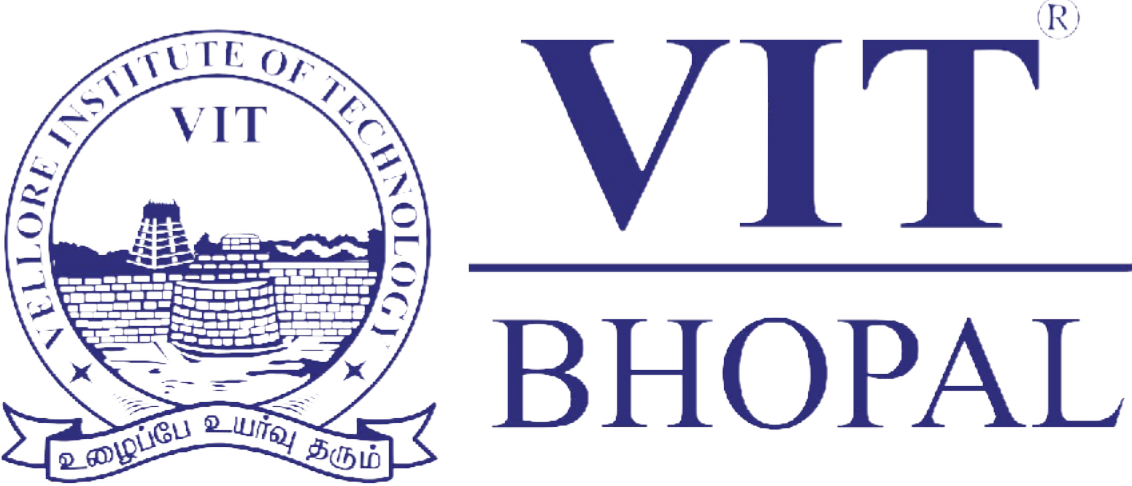 VELLORE INSTITUTE OF TECHNOLOGY
VIT
உழைப்பே உயர்வு தரும்
VIT®
BHOPAL